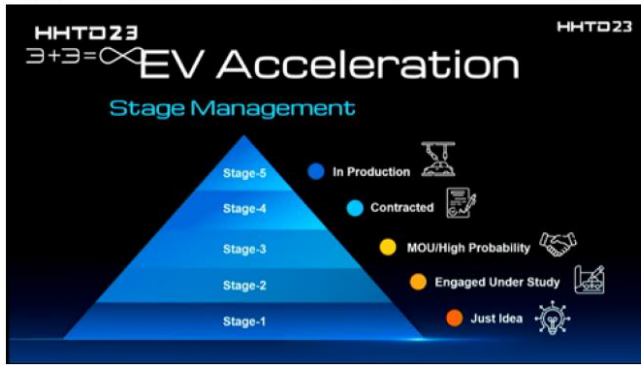 HHTD23
HHTD23
3+3=∞
EV Acceleration
Stage Management
Stage-5
In Production
Stage-4
Contracted
Stage-3
MOU/High Probability
Stage-2
Engaged Under Study
Stage-1
Just Idea